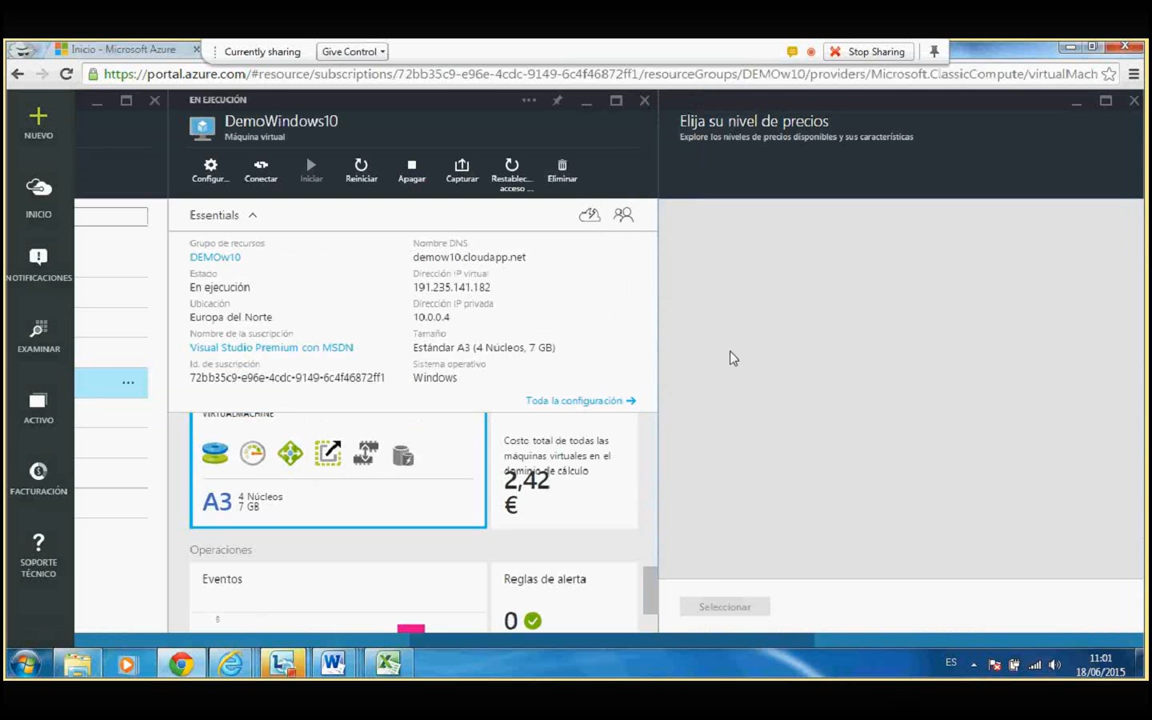 Inicio - Microsoft Azure
Currently sharing
Give Control
Stop Sharing
https://portal.azure.com/#resource/subscriptions/72bb35c9-e96e-4cdc-9149-6c4f46872ff1/resourceGroups/DEMOw10/providers/Microsoft.ClassicCompute/virtualMach
NUEVO
INICIO
NOTIFICACIONES
EXAMINAR
ACTIVO
FACTURACIÓN
SOPORTE
TÉCNICO
EN EJECUCIÓN
DemoWindows10
Máquina virtual
Configur...
Conectar
Iniciar
Reiniciar
Apagar
Capturar
Restablec...
acceso ...
Eliminar
Essentials
Grupo de recursos
DEMOw10
Estado
En ejecución
Ubicación
Europa del Norte
Nombre de la suscripción
Visual Studio Premium con MSDN
Id. de suscripción
72bb35c9-e96e-4cdc-9149-6c4f46872ff1
Nombre DNS
demow10.cloudapp.net
Dirección IP virtual
191.235.141.182
Dirección IP privada
10.0.0.4
Tamaño
Estándar A3 (4 Núcleos, 7 GB)
Sistema operativo
Windows
Toda la configuración
VIRTUALMACHINE
A3
4 Núcleos
7 GB
Costo total de todas las
máquinas virtuales en el
dominio de cálculo
2,42
€
Operaciones
Eventos
6
Reglas de alerta
0
Elija su nivel de precios
Explore los niveles de precios disponibles y sus características
Seleccionar
ES
11:01
18/06/2015